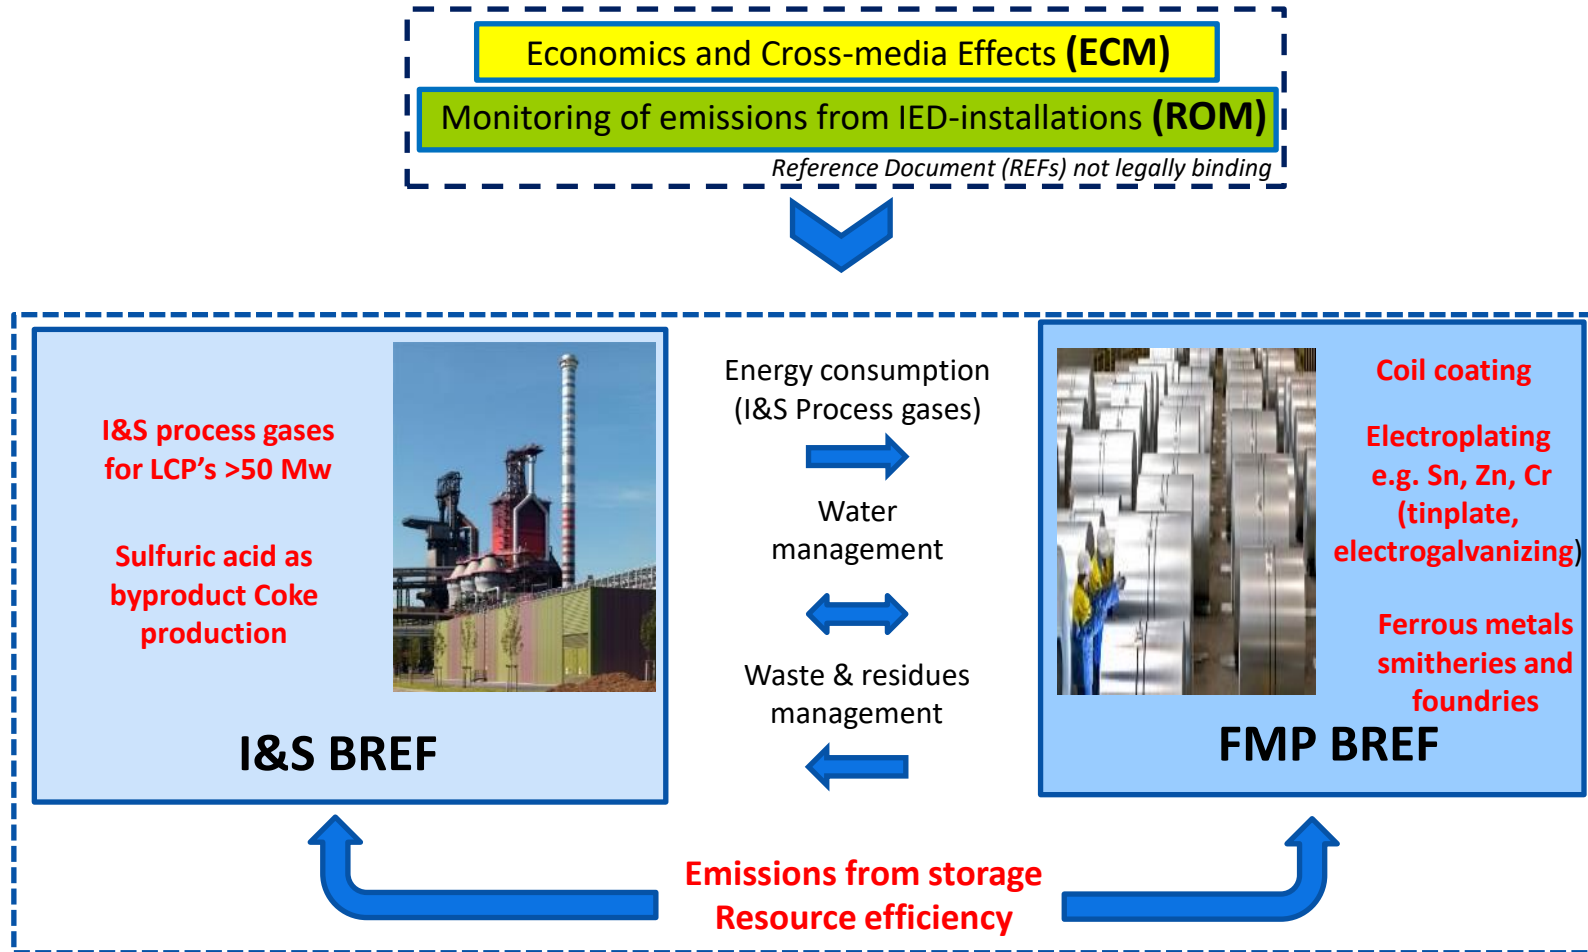 Economics and Cross-media Effects (ECM)
Monitoring of emissions from IED-installations (ROM)
Reference Document (REFs) not legally binding
I&S process gases
for LCP's >50 Mw
Sulfuric acid as
byproduct Coke
production
I&S BREF
Energy consumption
(I&S Process gases)
Water
management
Waste & residues
management
Coil coating
Electroplating
e.g. Sn, Zn, Cr
(tinplate,
electrogalvanizing)
Ferrous metals
smitheries and
foundries
FMP BREF
Emissions from storage
Resource efficiency